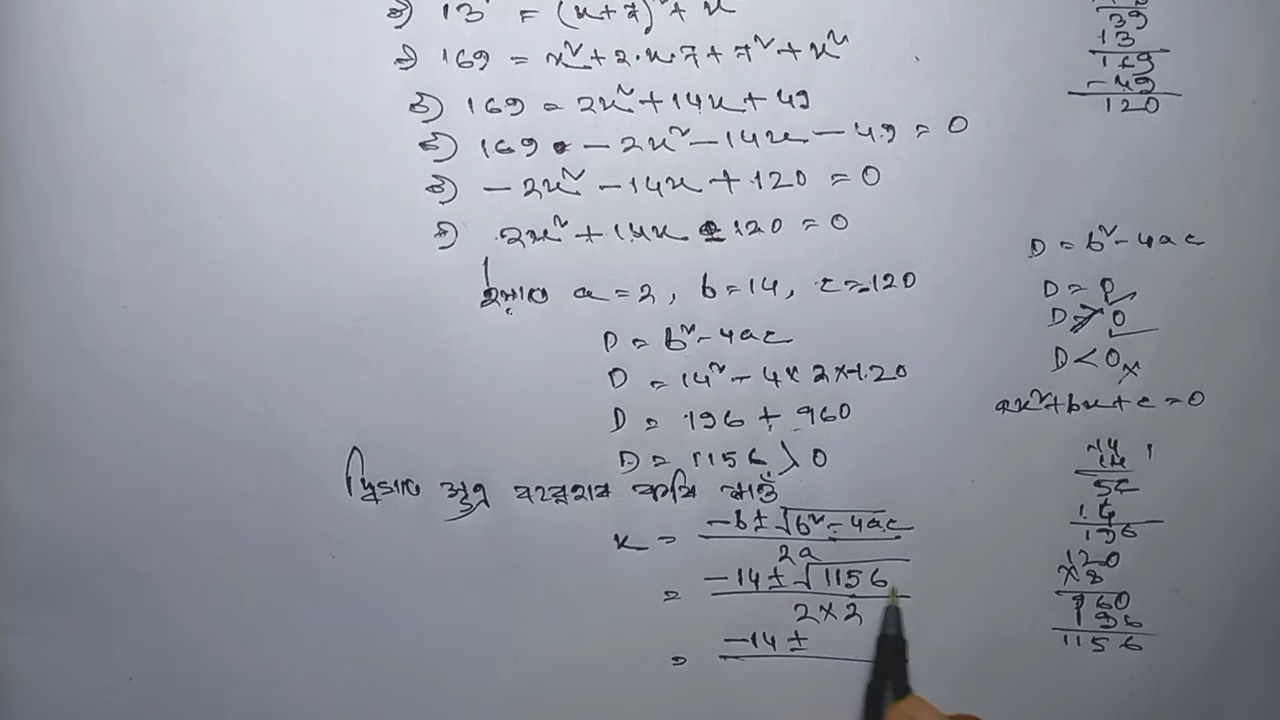 13² = (x+7)² + x
169 = x²+2·x·7+7²+x²
169 = 2x²+14x+49
169 - 2x² - 14x - 49 = 0
- 2x² - 14x + 120 = 0
2x² + 14x - 120 = 0
a = 2, b = 14, c = -120
D = b² - 4ac
D = 14² - 4 × 2 × -120
D = 196 + 960
D = 1156 > 0
x = (-b ± √(b² - 4ac)) / 2a
= (-14 ± √1156) / (2×2)
= -14 ±
39
13
169
-49
120
D = b² - 4ac
D = 0
D > 0
D < 0 x
ax²+bx+c = 0
14
14
56
14
196
120
×8
960
196
1156